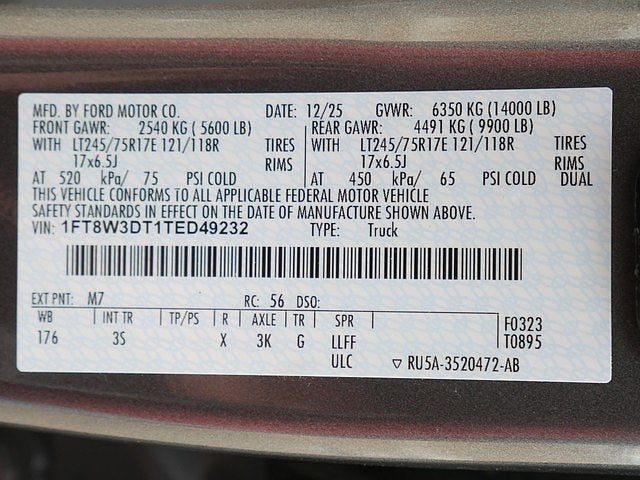 MFD. BY FORD MOTOR CO. DATE: 12/25 GVWR: 6350 KG (14000 LB)
FRONT GAWR: 2540 KG ( 5600 LB) REAR GAWR: 4491 KG ( 9900 LB)
WITH LT245/75R17E 121/118R TIRES WITH LT245/75R17E 121/118R TIRES
17x6.5J RIMS 17x6.5J RIMS
AT 520 kPa/ 75 PSI COLD AT 450 kPa/ 65 PSI COLD DUAL
THIS VEHICLE CONFORMS TO ALL APPLICABLE FEDERAL MOTOR VEHICLE
SAFETY STANDARDS IN EFFECT ON THE DATE OF MANUFACTURE SHOWN ABOVE.
VIN: 1FT8W3DT1TED49232 TYPE: Truck
EXT PNT: M7 RC: 56 DSO:
WB INT TR TP/PS R AXLE TR SPR F0323
176 3S X 3K G LLFF T0895
ULC ▽ RU5A-3520472-AB